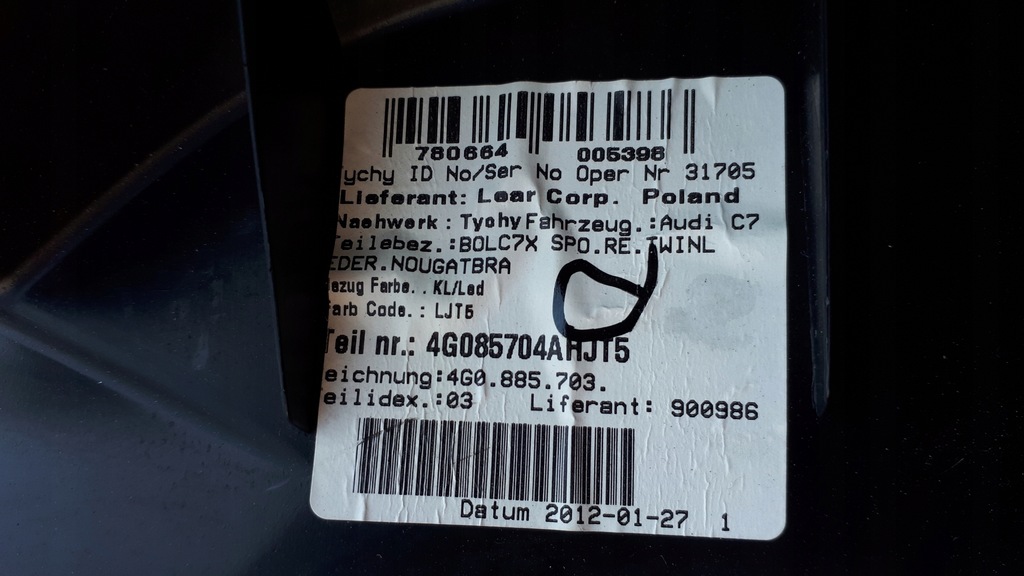 780664 005398
ychy ID No/Ser No Oper Nr 31705
Lieferant: Lear Corp. Poland
Naehwerk : Tychy Fahrzeug.:Audi C7
Teilebez.:BOLC7X SPO.RE.TWINL
EDER.NOUGATBRA
ezug Farbe.. KL/Led
arb Code. : LJT5
Teil nr.: 4G085704AHJT5
eichnung:4G0.885.703.
eilidex.:03 Liferant: 900986
Datum 2012-01-27 1